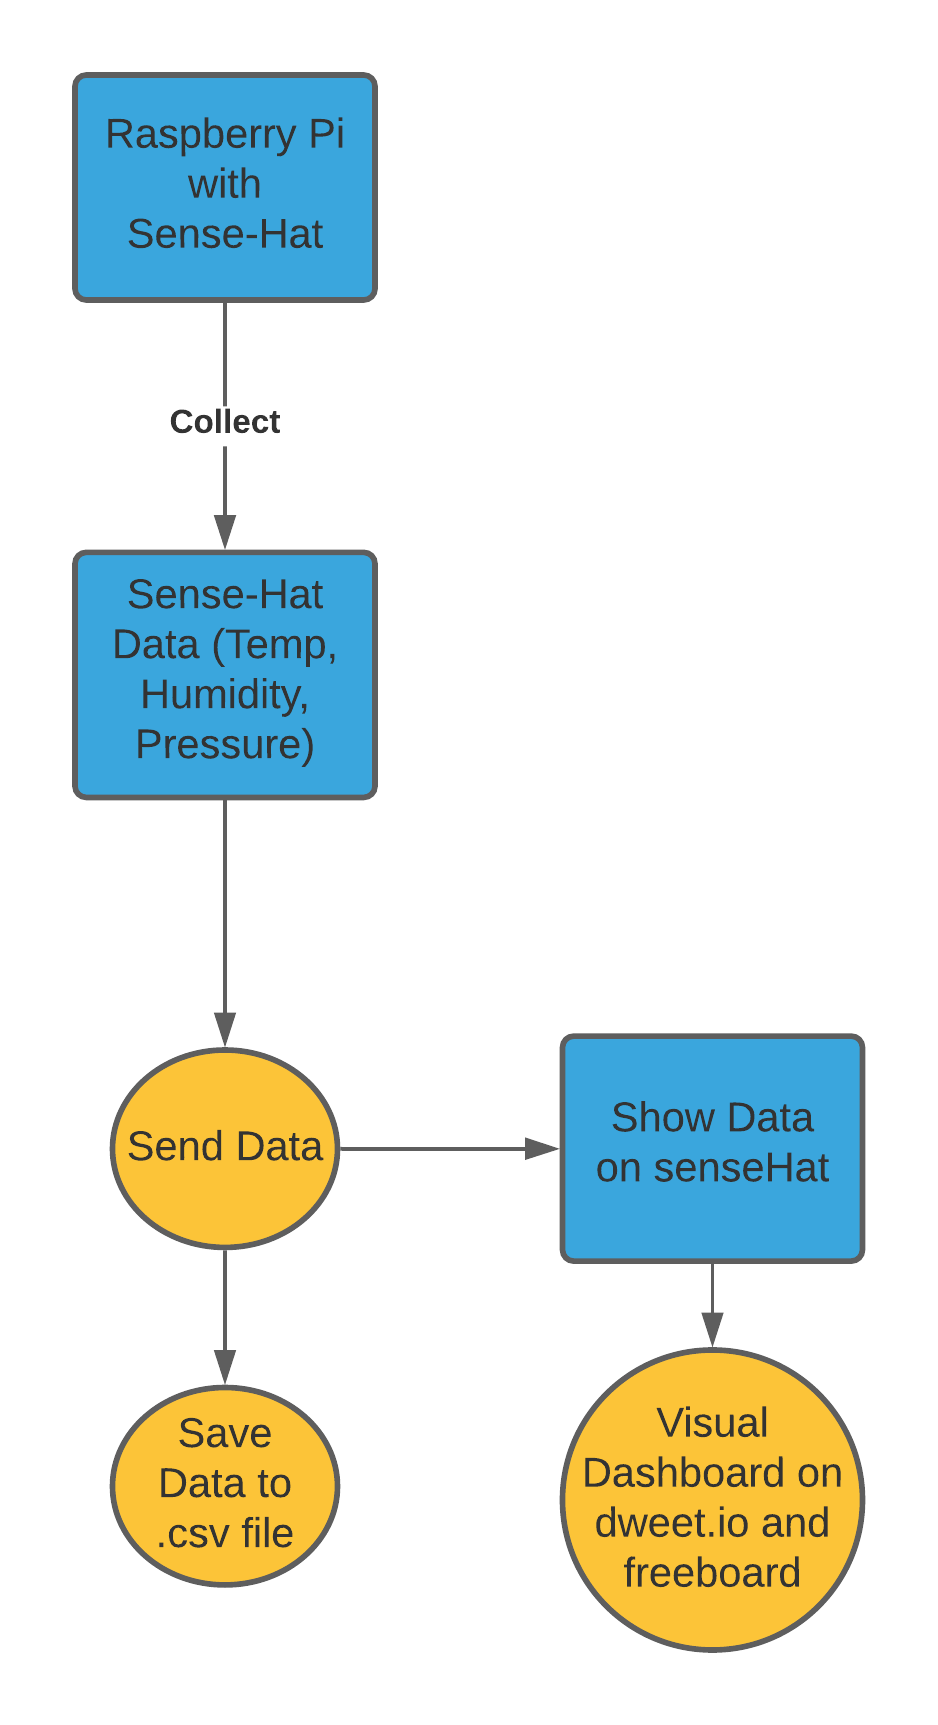 Raspberry Pi
with
Sense-Hat
Collect
Sense-Hat
Data (Temp,
Humidity,
Pressure)
Send Data
Show Data
on senseHat
Save
Data to
.csv file
Visual
Dashboard on
dweet.io and
freeboard